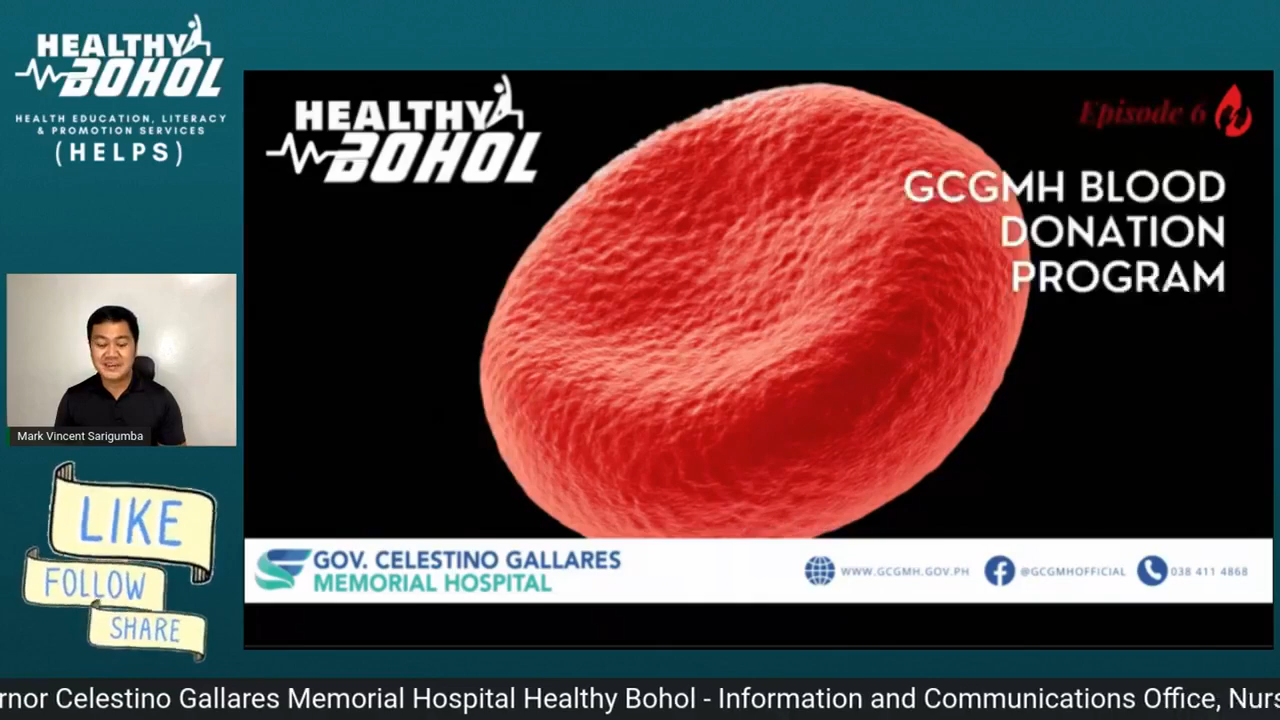 HEALTHY
BOHOL
HEALTH EDUCATION, LITERACY
& PROMOTION SERVICES
(HELPS)
HEALTHY
BOHOL
Episode 6
GCGMH BLOOD
DONATION
PROGRAM
Mark Vincent Sarigumba
LIKE
FOLLOW
SHARE
GOV. CELESTINO GALLARES
MEMORIAL HOSPITAL
WWW.GCGMH.GOV.PH
@GCGMHOFFICIAL
038 411 4868
rnor Celestino Gallares Memorial Hospital Healthy Bohol - Information and Communications Office, Nurs